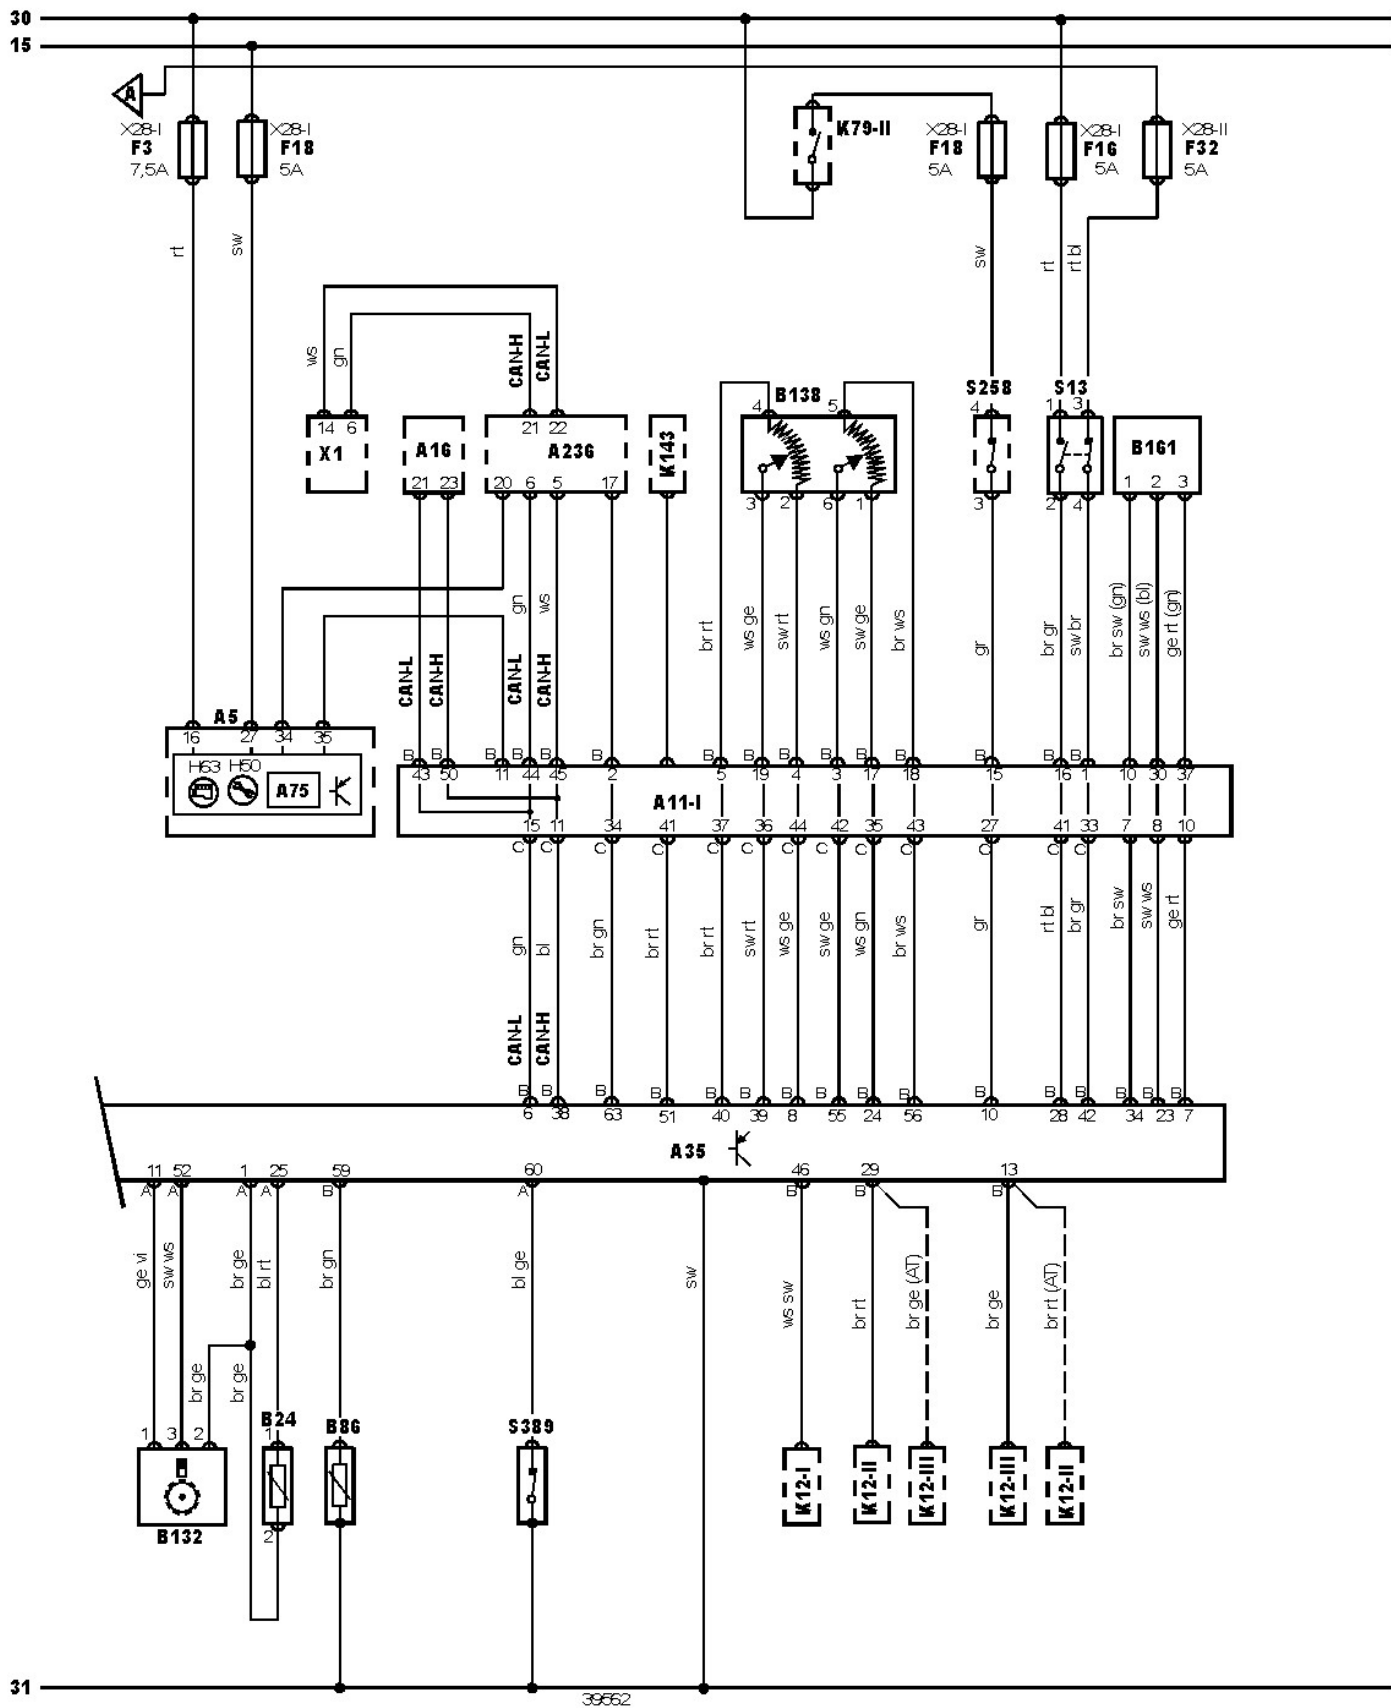 30
15
A
X28-I
F3
7,5A
X28-I
F18
5A
K79-II
X28-I
F18
5A
X28-I
F16
5A
X28-II
F32
5A
rt
sw
sw
rt
rt bl
ws
gn
CAN-H
CAN-L
14 6
X1
A16
21 23
21 22
A236
20 6 5 17
K143
4 B138 5
3 2 6 1
S258
4
3
S13
1 3
2 4
B161
1 2 3
CAN-L
CAN-H
gn
CAN-L
ws
CAN-H
br rt
ws ge
sw rt
ws gn
sw ge
br ws
gr
br gr
sw br
br sw (gn)
sw ws (bl)
ge rt (gn)
A5
16 27 34 35
H63 H50
A75
B B B B B B B B B B B B B B B
43 50 11 44 45 2 5 19 4 3 17 18 15 16 1 10 30 37
A11-I
15 11 34 41 37 36 44 42 35 43 27 41 33 7 8 10
C C C C C C C C C C C C C
gn
bl
br gn
br rt
br rt
sw rt
ws ge
sw ge
ws gn
br ws
gr
rt bl
br gr
br sw
sw ws
ge rt
CAN-L
CAN-H
B B B B B B B B B B B B B B B B
6 38 63 51 40 39 8 55 24 56 10 28 42 34 23 7
A35
11 52 1 25 59 60 46 29 13
A A A A B A B B B
ge vi
sw ws
br ge
bl rt
br gn
bl ge
sw
ws sw
br rt
br ge (AT)
br ge
br rt (AT)
br ge
br ge
1 3 2
B132
B24
1
2
B86
S389
K12-I
K12-II
K12-III
K12-III
K12-II
31
39562